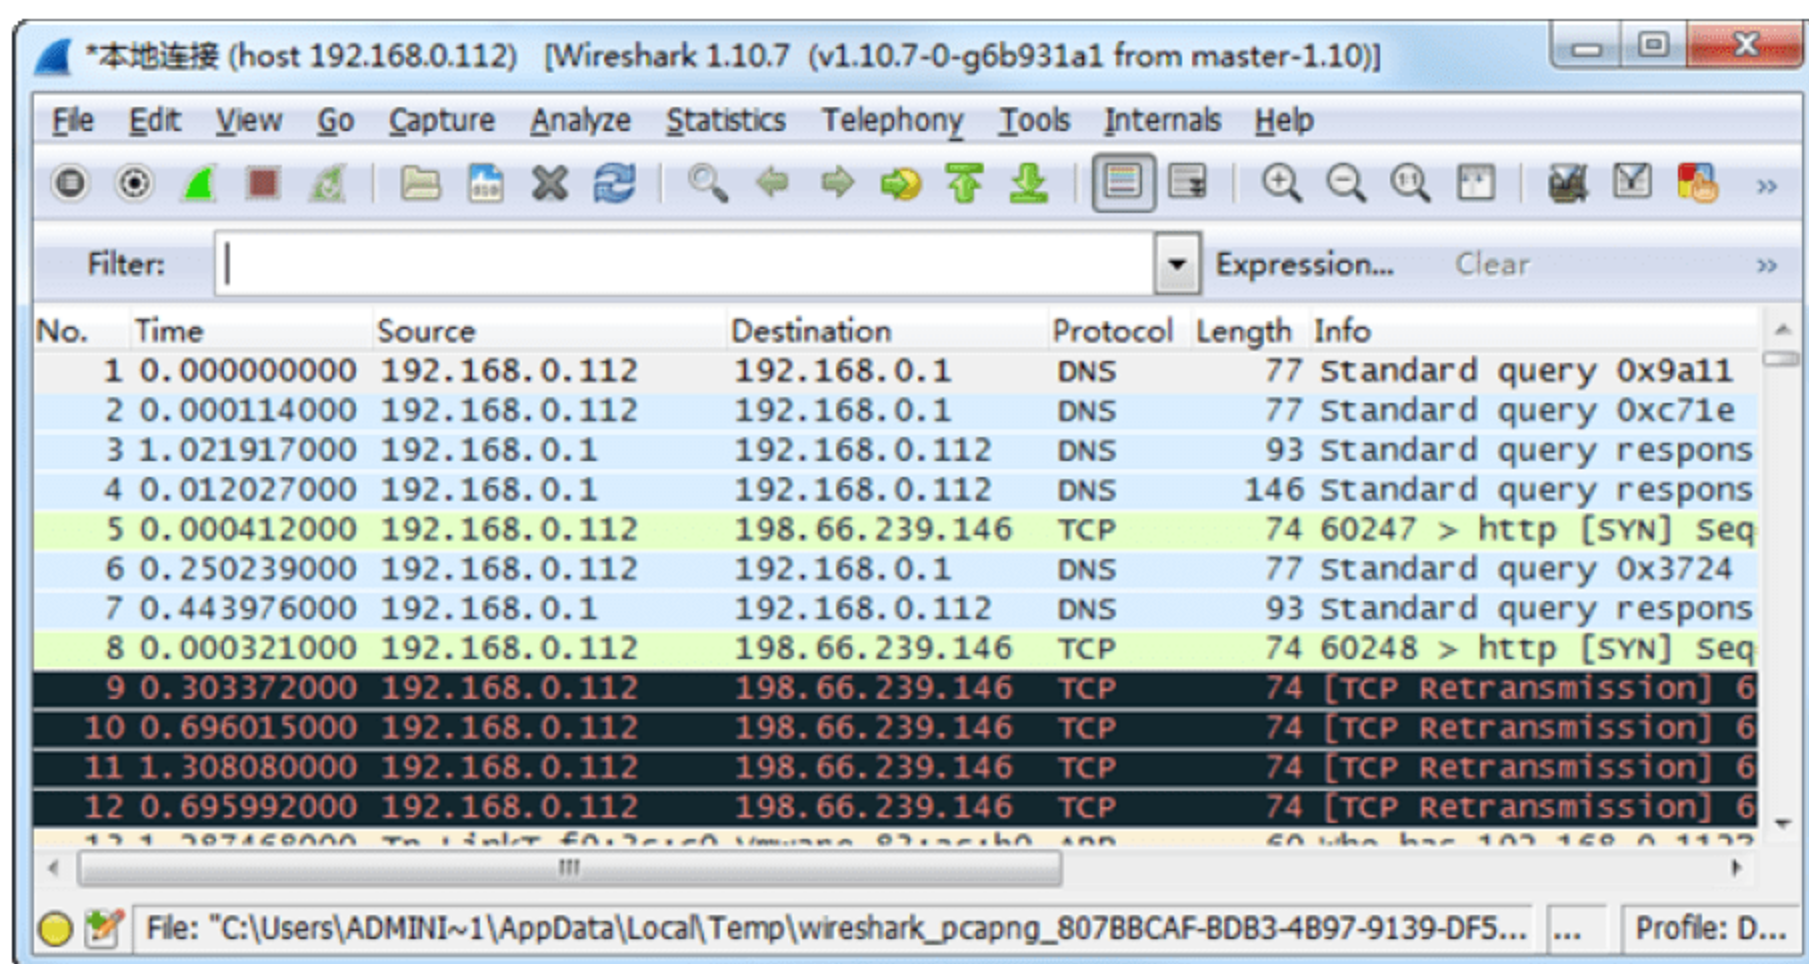 *本地连接 (host 192.168.0.112) [Wireshark 1.10.7 (v1.10.7-0-g6b931a1 from master-1.10)]
File Edit View Go Capture Analyze Statistics Telephony Tools Internals Help
Filter: Expression... Clear
No. Time Source Destination Protocol Length Info
1 0.000000000 192.168.0.112 192.168.0.1 DNS 77 Standard query 0x9a11
2 0.000114000 192.168.0.112 192.168.0.1 DNS 77 Standard query 0xc71e
3 1.021917000 192.168.0.1 192.168.0.112 DNS 93 Standard query respons
4 0.012027000 192.168.0.1 192.168.0.112 DNS 146 Standard query respons
5 0.000412000 192.168.0.112 198.66.239.146 TCP 74 60247 > http [SYN] Seq
6 0.250239000 192.168.0.112 192.168.0.1 DNS 77 Standard query 0x3724
7 0.443976000 192.168.0.1 192.168.0.112 DNS 93 Standard query respons
8 0.000321000 192.168.0.112 198.66.239.146 TCP 74 60248 > http [SYN] Seq
9 0.303372000 192.168.0.112 198.66.239.146 TCP 74 [TCP Retransmission] 6
10 0.696015000 192.168.0.112 198.66.239.146 TCP 74 [TCP Retransmission] 6
11 1.308080000 192.168.0.112 198.66.239.146 TCP 74 [TCP Retransmission] 6
12 0.695992000 192.168.0.112 198.66.239.146 TCP 74 [TCP Retransmission] 6
File: "C:\Users\ADMINI~1\AppData\Local\Temp\wireshark_pcapng_807BBCAF-BDB3-4B97-9139-DF5... ... Profile: D...